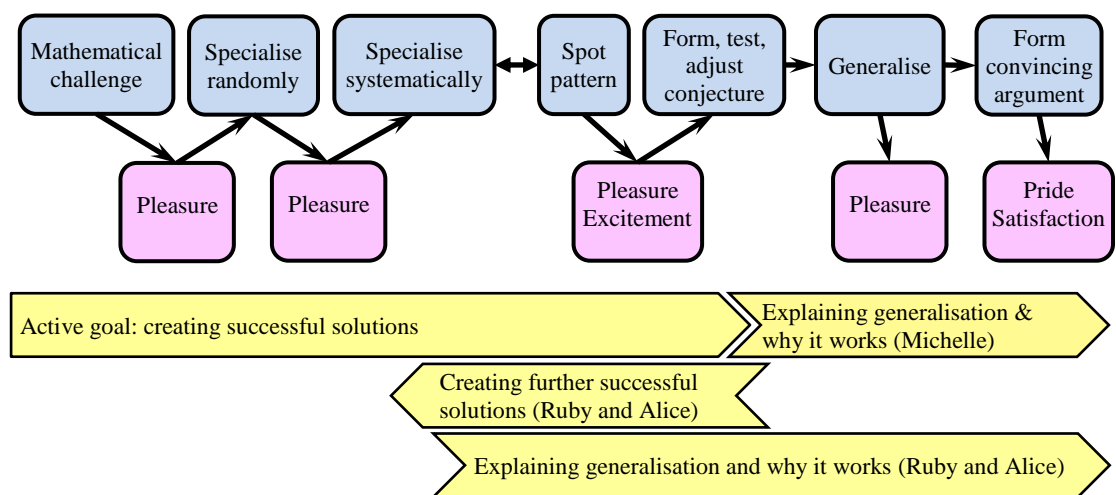 Mathematical
challenge
Specialise
randomly
Specialise
systematically
Spot
pattern
Form, test,
adjust
conjecture
Generalise
Form
convincing
argument
Pleasure
Pleasure
Pleasure
Excitement
Pleasure
Pride
Satisfaction
Active goal: creating successful solutions
Explaining generalisation &
why it works (Michelle)
Creating further successful
solutions (Ruby and Alice)
Explaining generalisation and why it works (Ruby and Alice)